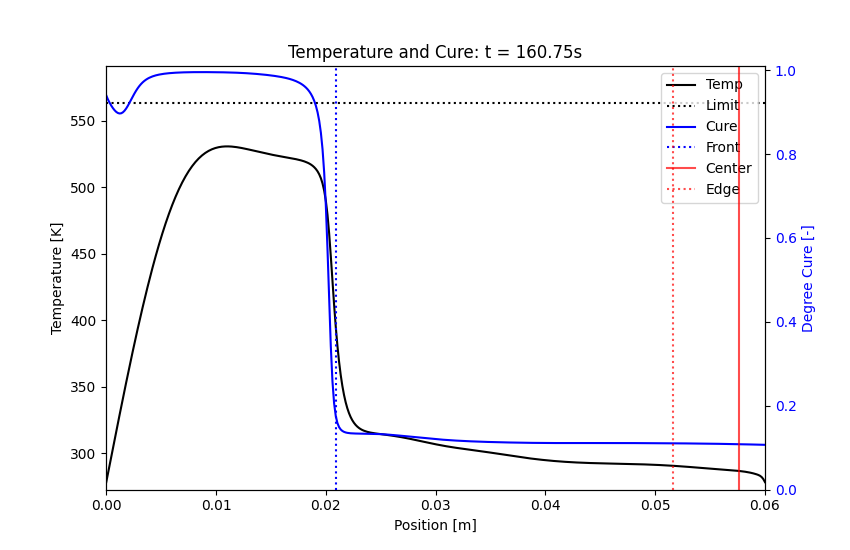 Temperature and Cure: t = 160.75s
Temp
Limit
Cure
Front
Center
Edge
550
500
450
400
350
300
Temperature [K]
1.0
0.8
0.6
0.4
0.2
0.0
Degree Cure [-]
0.00 0.01 0.02 0.03 0.04 0.05 0.06
Position [m]